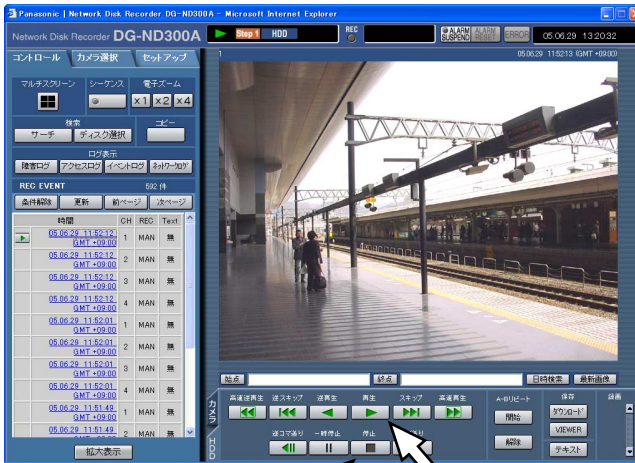 Panasonic | Network Disk Recorder DG-ND300A - Microsoft Internet Explorer
Network Disk Recorder DG-ND300A
Step 1 HDD
REC
ALARM SUSPEND
ALARM RESET
ERROR
05.06.29 13:20:32
コントロール カメラ選択 セットアップ
マルチスクリーン シーケンス 電子ズーム
×1 ×2 ×4
検索 コピー
サーチ ディスク選択
ログ表示
障害ログ アクセスログ イベントログ ネットワークログ
REC EVENT 592 件
条件解除 更新 前ページ 次ページ
時間 CH REC Text
05.06.29 11:52:12 GMT +09:00 1 MAN 無
05.06.29 11:52:12 GMT +09:00 2 MAN 無
05.06.29 11:52:12 GMT +09:00 3 MAN 無
05.06.29 11:52:12 GMT +09:00 4 MAN 無
05.06.29 11:52:01 GMT +09:00 1 MAN 無
05.06.29 11:52:01 GMT +09:00 2 MAN 無
05.06.29 11:52:01 GMT +09:00 3 MAN 無
05.06.29 11:52:01 GMT +09:00 4 MAN 無
05.06.29 11:51:49 GMT +09:00 1 MAN 無
05.06.29 11:51:49 2 MAN 無
拡大表示
1 05.06.29 11:52:13 (GMT +09:00)
始点 終点 日時検索 最新画像
カメラ
HDD
高速逆再生 逆スキップ 逆再生 再生 スキップ 高速再生
逆コマ送り 一時停止 停止
A-Bリピート
開始
解除
保存
ダウンロード
VIEWER
テキスト
録画